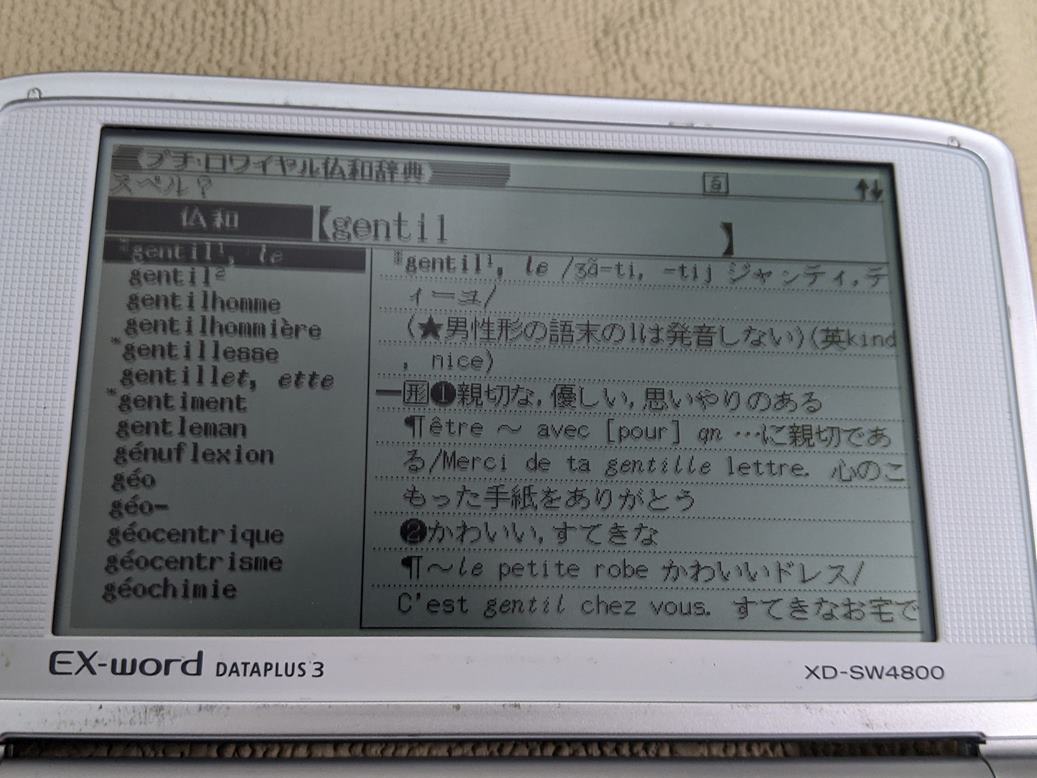 プチ・ロワイヤル仏和辞典
スペル?
á
仏和【gentil 】
*gentil¹, le
gentil²
gentilhomme
gentilhommière
*gentillesse
gentillet, ette
*gentiment
gentleman
génuflexion
géo
géo-
géocentrique
géocentrisme
géochimie
*gentil¹, le /ʒɑ̃-ti, -tij ジャンティ,テ
ィーユ/
(★男性形の語末のlは発音しない)(英kind
, nice)
—形❶親切な,優しい,思いやりのある
¶être ～ avec [pour] qn …に親切であ
る/Merci de ta gentille lettre. 心のこ
もった手紙をありがとう
❷かわいい,すてきな
¶～le petite robe かわいいドレス/
C'est gentil chez vous. すてきなお宅で
EX-word DATAPLUS 3
XD-SW4800